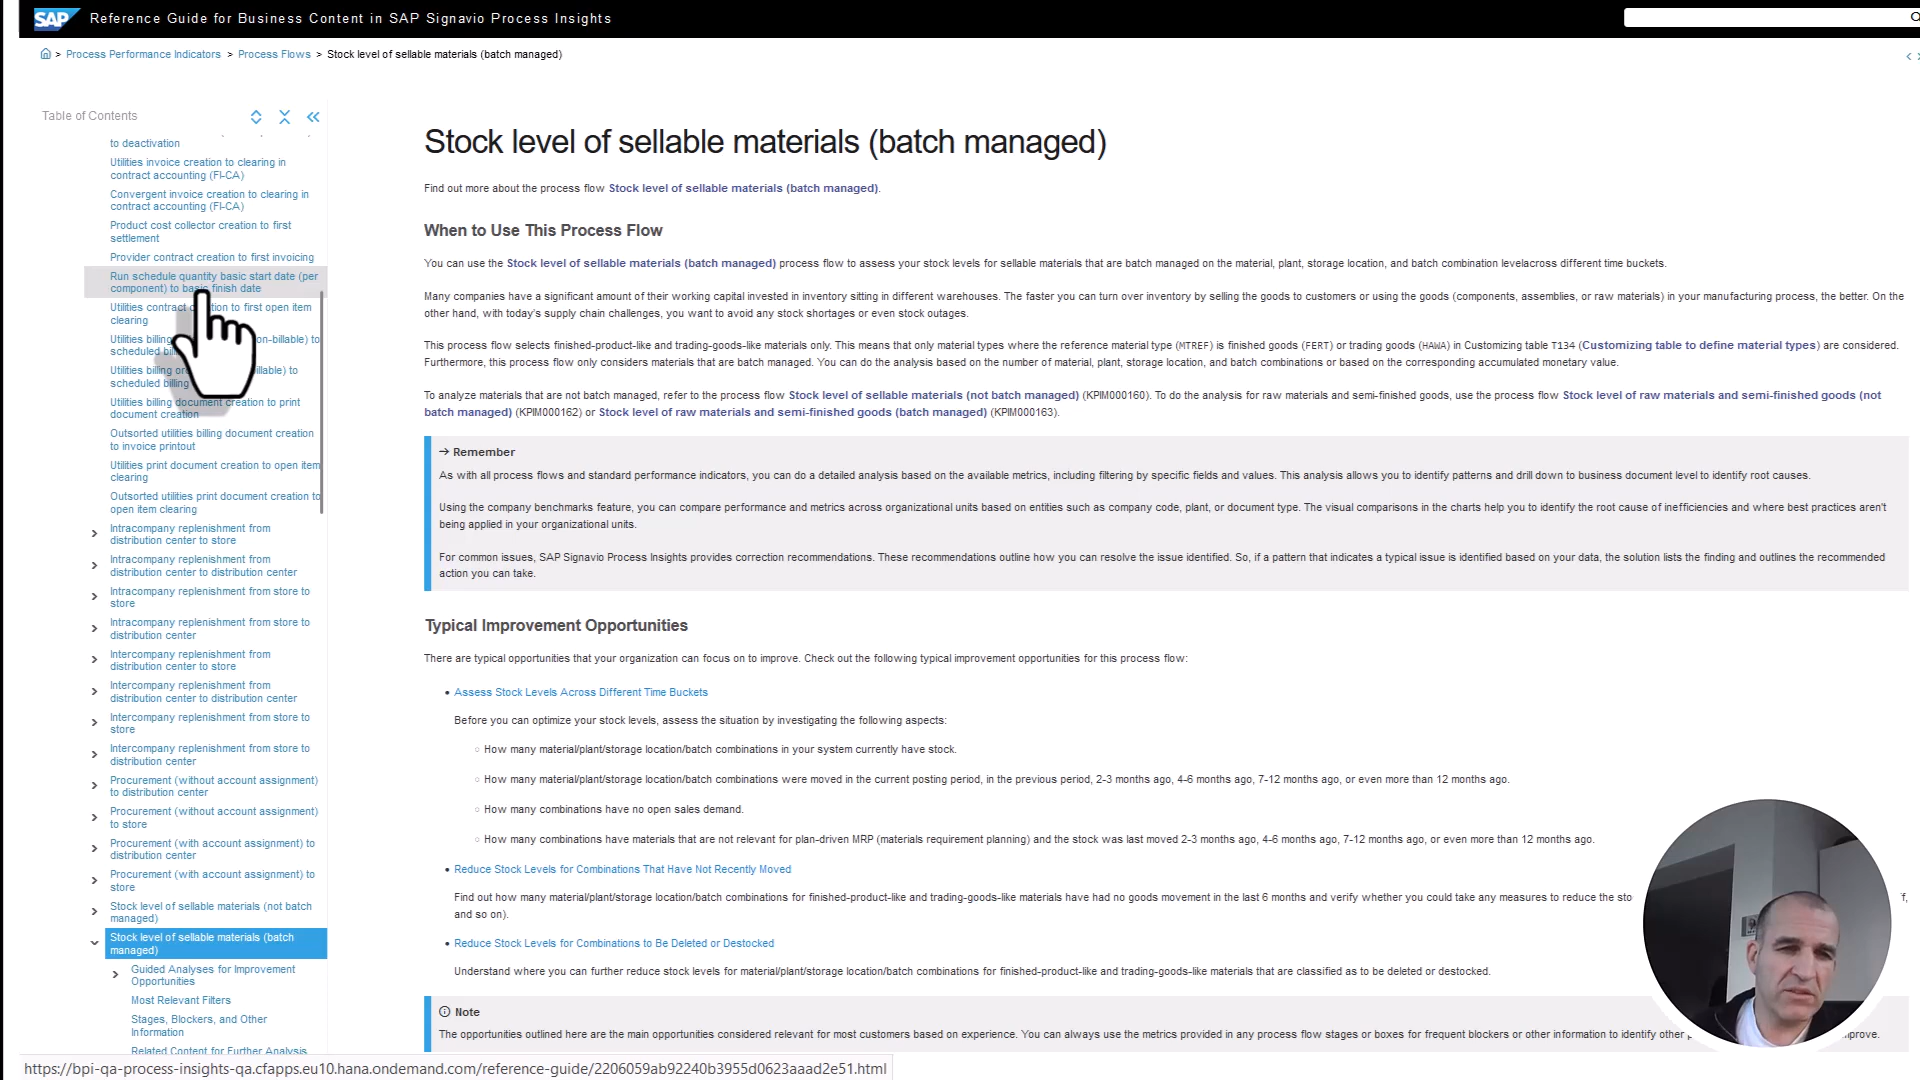 SAP Reference Guide for Business Content in SAP Signavio Process Insights
> Process Performance Indicators > Process Flows > Stock level of sellable materials (batch managed)
Table of Contents
to deactivation
Utilities invoice creation to clearing in
contract accounting (FI-CA)
Convergent invoice creation to clearing in
contract accounting (FI-CA)
Product cost collector creation to first
settlement
Provider contract creation to first invoicing
Run schedule quantity basic start date (per
component) to basic finish date
Utilities contract creation to first open item
clearing
Utilities billing on-billable) to
scheduled
Utilities billing illable) to
scheduled billing
Utilities billing document creation to print
document creation
Outsorted utilities billing document creation
to invoice printout
Utilities print document creation to open item
clearing
Outsorted utilities print document creation to
open item clearing
Intracompany replenishment from
distribution center to store
Intracompany replenishment from
distribution center to distribution center
Intracompany replenishment from store to
store
Intracompany replenishment from store to
distribution center
Intercompany replenishment from
distribution center to store
Intercompany replenishment from
distribution center to distribution center
Intercompany replenishment from store to
store
Intercompany replenishment from store to
distribution center
Procurement (without account assignment)
to distribution center
Procurement (without account assignment)
to store
Procurement (with account assignment) to
distribution center
Procurement (with account assignment) to
store
Stock level of sellable materials (not batch
managed)
Stock level of sellable materials (batch
managed)
Guided Analyses for Improvement
Opportunities
Most Relevant Filters
Stages, Blockers, and Other
Information
Related Content for Further Analysis
Stock level of sellable materials (batch managed)
Find out more about the process flow Stock level of sellable materials (batch managed).
When to Use This Process Flow
You can use the Stock level of sellable materials (batch managed) process flow to assess your stock levels for sellable materials that are batch managed on the material, plant, storage location, and batch combination levelacross different time buckets.
Many companies have a significant amount of their working capital invested in inventory sitting in different warehouses. The faster you can turn over inventory by selling the goods to customers or using the goods (components, assemblies, or raw materials) in your manufacturing process, the better. On the
other hand, with today's supply chain challenges, you want to avoid any stock shortages or even stock outages.
This process flow selects finished-product-like and trading-goods-like materials only. This means that only material types where the reference material type (MTREF) is finished goods (FERT) or trading goods (HAWA) in Customizing table T134 (Customizing table to define material types) are considered.
Furthermore, this process flow only considers materials that are batch managed. You can do the analysis based on the number of material, plant, storage location, and batch combinations or based on the corresponding accumulated monetary value.
To analyze materials that are not batch managed, refer to the process flow Stock level of sellable materials (not batch managed) (KPIM000160). To do the analysis for raw materials and semi-finished goods, use the process flow Stock level of raw materials and semi-finished goods (not
batch managed) (KPIM000162) or Stock level of raw materials and semi-finished goods (batch managed) (KPIM000163).
→ Remember
As with all process flows and standard performance indicators, you can do a detailed analysis based on the available metrics, including filtering by specific fields and values. This analysis allows you to identify patterns and drill down to business document level to identify root causes.
Using the company benchmarks feature, you can compare performance and metrics across organizational units based on entities such as company code, plant, or document type. The visual comparisons in the charts help you to identify the root cause of inefficiencies and where best practices aren't
being applied in your organizational units.
For common issues, SAP Signavio Process Insights provides correction recommendations. These recommendations outline how you can resolve the issue identified. So, if a pattern that indicates a typical issue is identified based on your data, the solution lists the finding and outlines the recommended
action you can take.
Typical Improvement Opportunities
There are typical opportunities that your organization can focus on to improve. Check out the following typical improvement opportunities for this process flow:
• Assess Stock Levels Across Different Time Buckets
Before you can optimize your stock levels, assess the situation by investigating the following aspects:
○ How many material/plant/storage location/batch combinations in your system currently have stock.
○ How many material/plant/storage location/batch combinations were moved in the current posting period, in the previous period, 2-3 months ago, 4-6 months ago, 7-12 months ago, or even more than 12 months ago.
○ How many combinations have no open sales demand.
○ How many combinations have materials that are not relevant for plan-driven MRP (materials requirement planning) and the stock was last moved 2-3 months ago, 4-6 months ago, 7-12 months ago, or even more than 12 months ago.
• Reduce Stock Levels for Combinations That Have Not Recently Moved
Find out how many material/plant/storage location/batch combinations for finished-product-like and trading-goods-like materials have had no goods movement in the last 6 months and verify whether you could take any measures to reduce the sto
and so on).
• Reduce Stock Levels for Combinations to Be Deleted or Destocked
Understand where you can further reduce stock levels for material/plant/storage location/batch combinations for finished-product-like and trading-goods-like materials that are classified as to be deleted or destocked.
Note
The opportunities outlined here are the main opportunities considered relevant for most customers based on experience. You can always use the metrics provided in any process flow stages or boxes for frequent blockers or other information to identify other mprove.
https://bpi-qa-process-insights-qa.cfapps.eu10.hana.ondemand.com/reference-guide/2206059ab92240b3955d0623aaad2e51.html